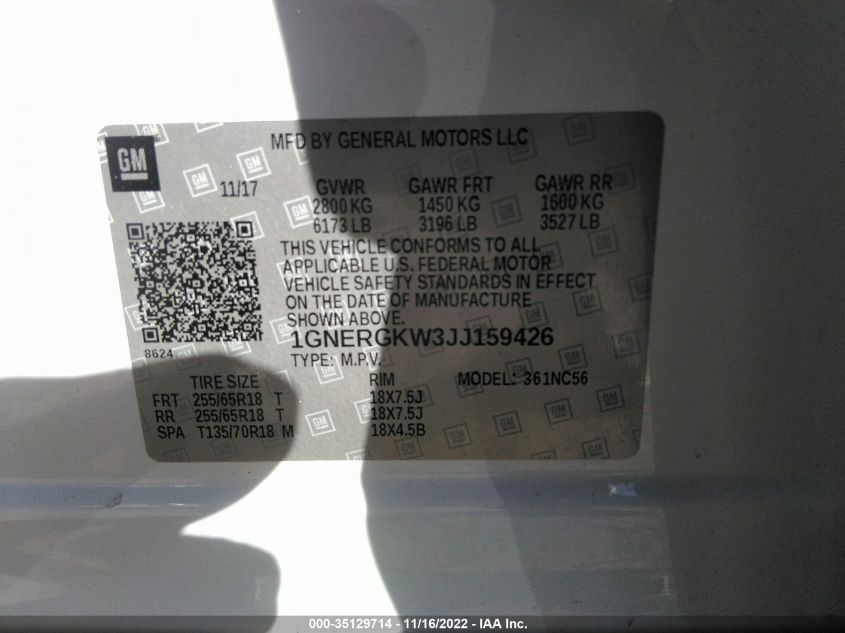 MFD BY GENERAL MOTORS LLC
GM
11/17 GVWR GAWR FRT GAWR RR
2800 KG 1450 KG 1600 KG
6173 LB 3196 LB 3527 LB
THIS VEHICLE CONFORMS TO ALL
APPLICABLE U.S. FEDERAL MOTOR
VEHICLE SAFETY STANDARDS IN EFFECT
ON THE DATE OF MANUFACTURE
SHOWN ABOVE.
1GNERGKW3JJ159426
8624
TYPE: M.P.V.
TIRE SIZE RIM MODEL: 361NC56
FRT 255/65R18 T 18X7.5J
RR 255/65R18 T 18X7.5J
SPA T135/70R18 M 18X4.5B
000-35129714 - 11/16/2022 - IAA Inc.